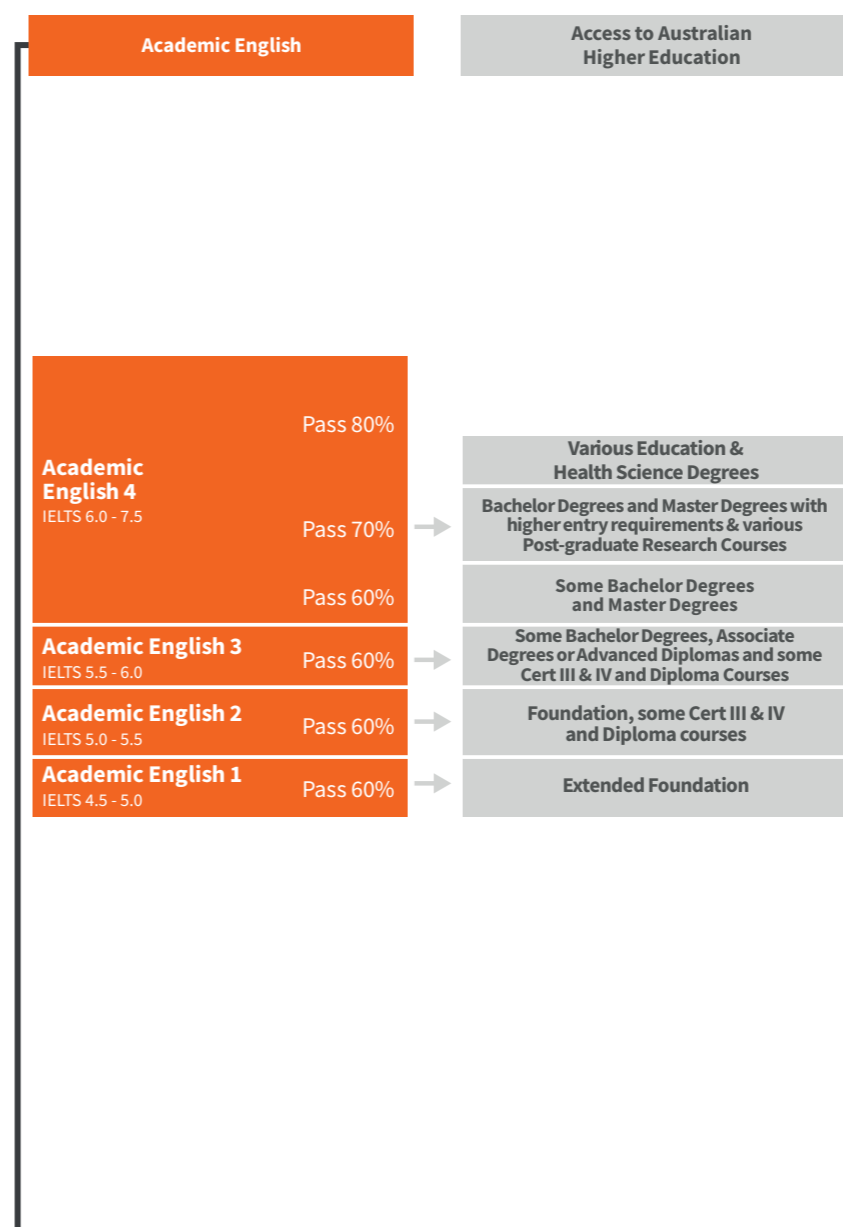 Academic English
Access to Australian
Higher Education
Academic
English 4
IELTS 6.0 - 7.5
Pass 80%
Pass 70%
Pass 60%
Various Education &
Health Science Degrees
Bachelor Degrees and Master Degrees with
higher entry requirements & various
Post-graduate Research Courses
Some Bachelor Degrees
and Master Degrees
Academic English 3
IELTS 5.5 - 6.0
Pass 60%
Some Bachelor Degrees, Associate
Degrees or Advanced Diplomas and some
Cert III & IV and Diploma Courses
Academic English 2
IELTS 5.0 - 5.5
Pass 60%
Foundation, some Cert III & IV
and Diploma courses
Academic English 1
IELTS 4.5 - 5.0
Pass 60%
Extended Foundation